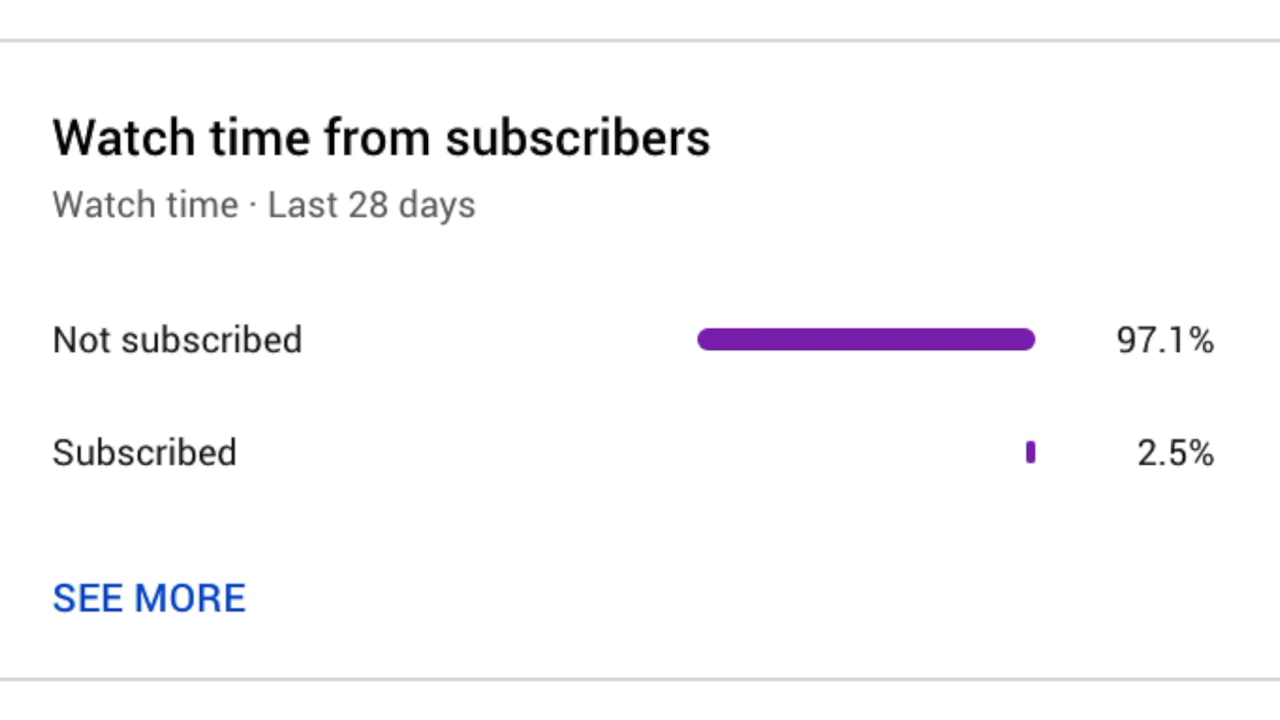 Watch time from subscribers
Watch time · Last 28 days
Not subscribed 97.1%
Subscribed 2.5%
SEE MORE